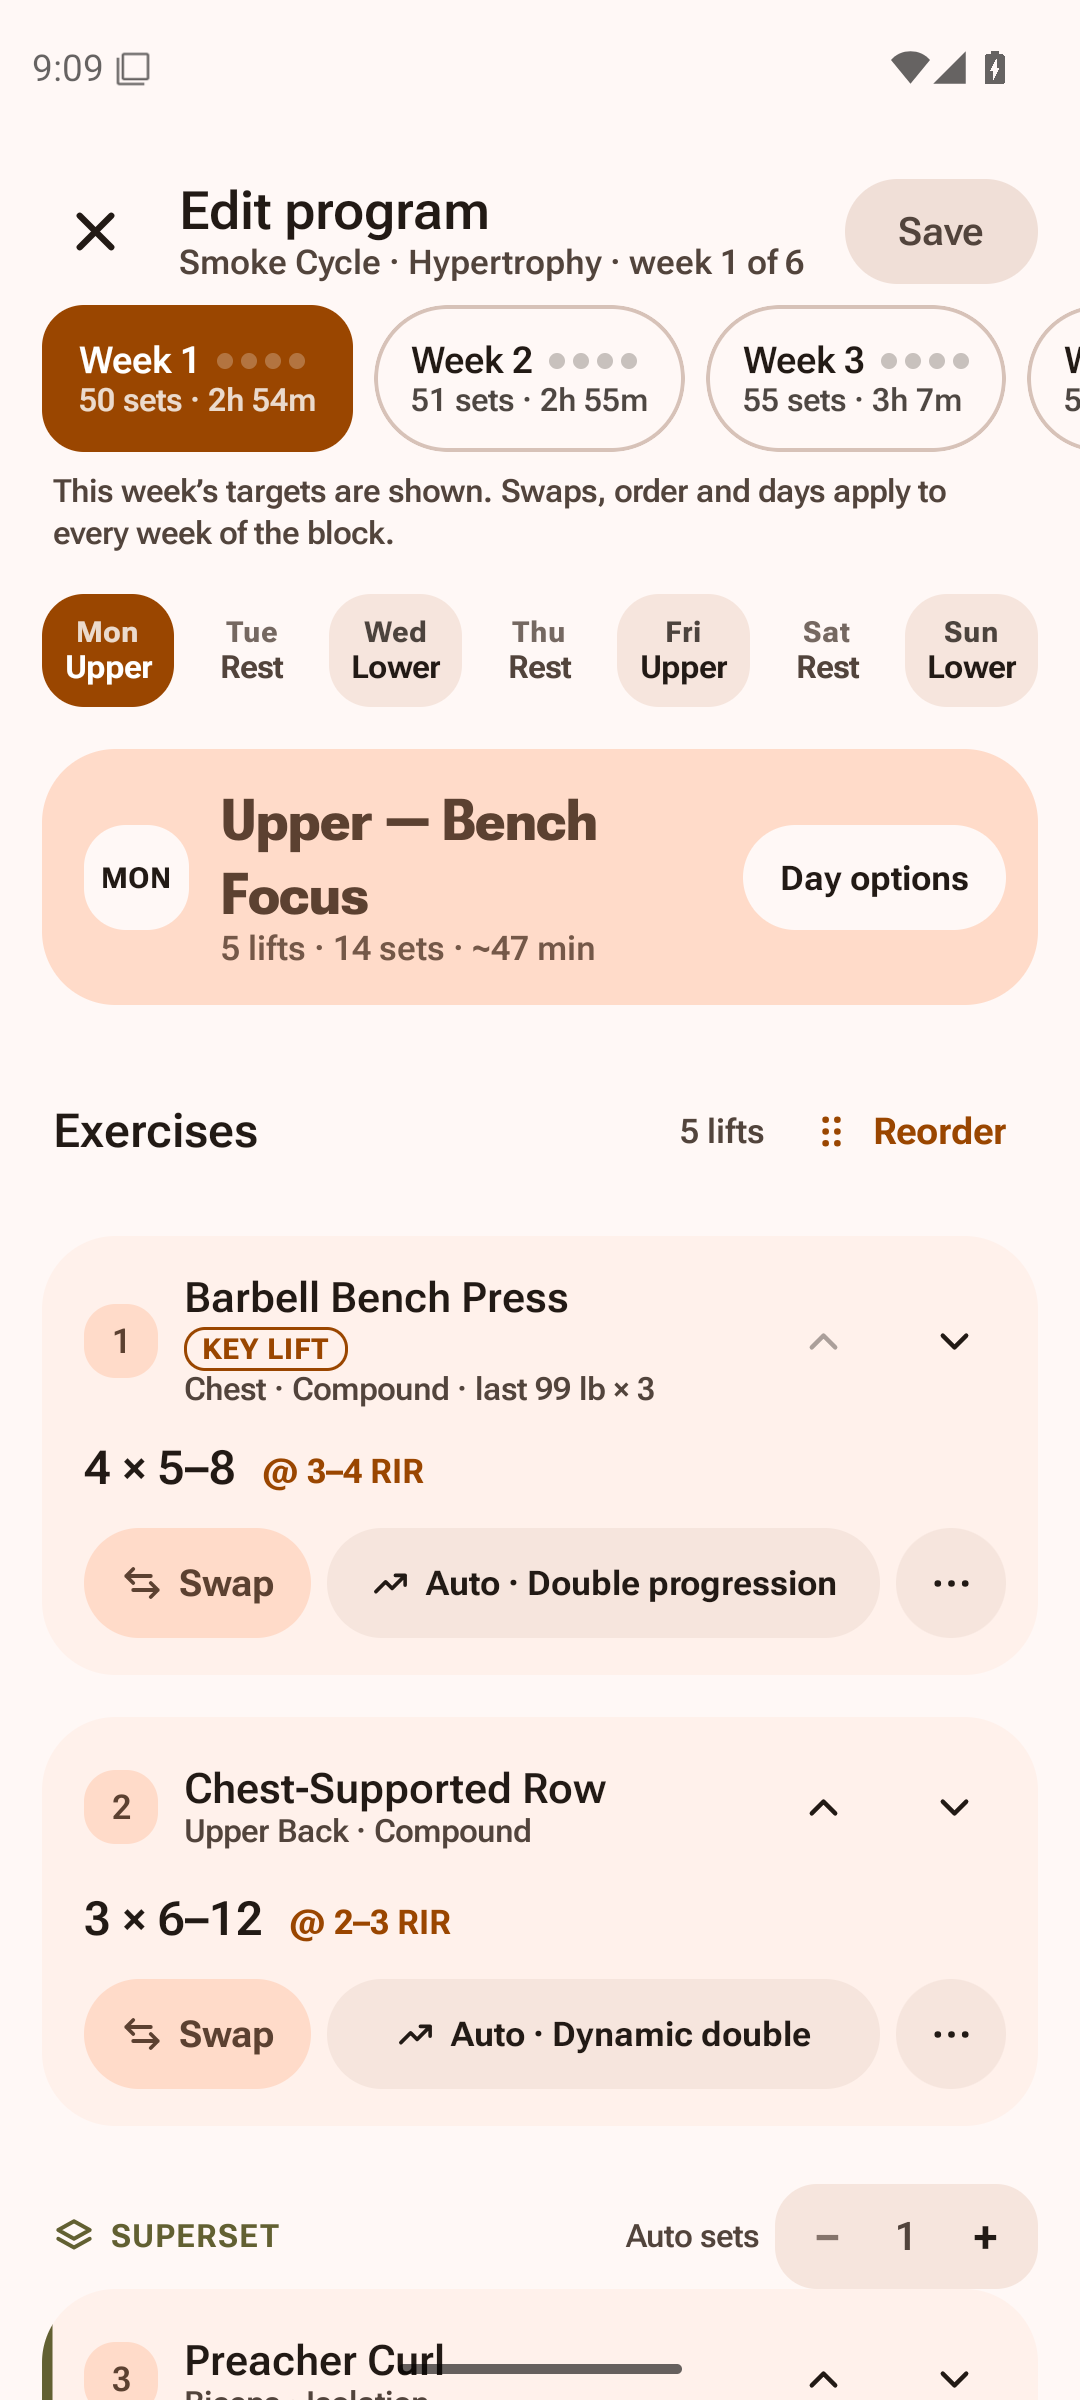 9:09
Edit program
Save
Smoke Cycle · Hypertrophy · week 1 of 6
Week 1
50 sets · 2h 54m
Week 2
51 sets · 2h 55m
Week 3
55 sets · 3h 7m
This week’s targets are shown. Swaps, order and days apply to
every week of the block.
Mon
Upper
Tue
Rest
Wed
Lower
Thu
Rest
Fri
Upper
Sat
Rest
Sun
Lower
MON
Upper — Bench
Focus
5 lifts · 14 sets · ~47 min
Day options
Exercises
5 lifts
Reorder
1
Barbell Bench Press
KEY LIFT
Chest · Compound · last 99 lb × 3
4 × 5–8 @ 3–4 RIR
Swap
Auto · Double progression
2
Chest-Supported Row
Upper Back · Compound
3 × 6–12 @ 2–3 RIR
Swap
Auto · Dynamic double
SUPERSET
Auto sets
− 1 +
3
Preacher Curl